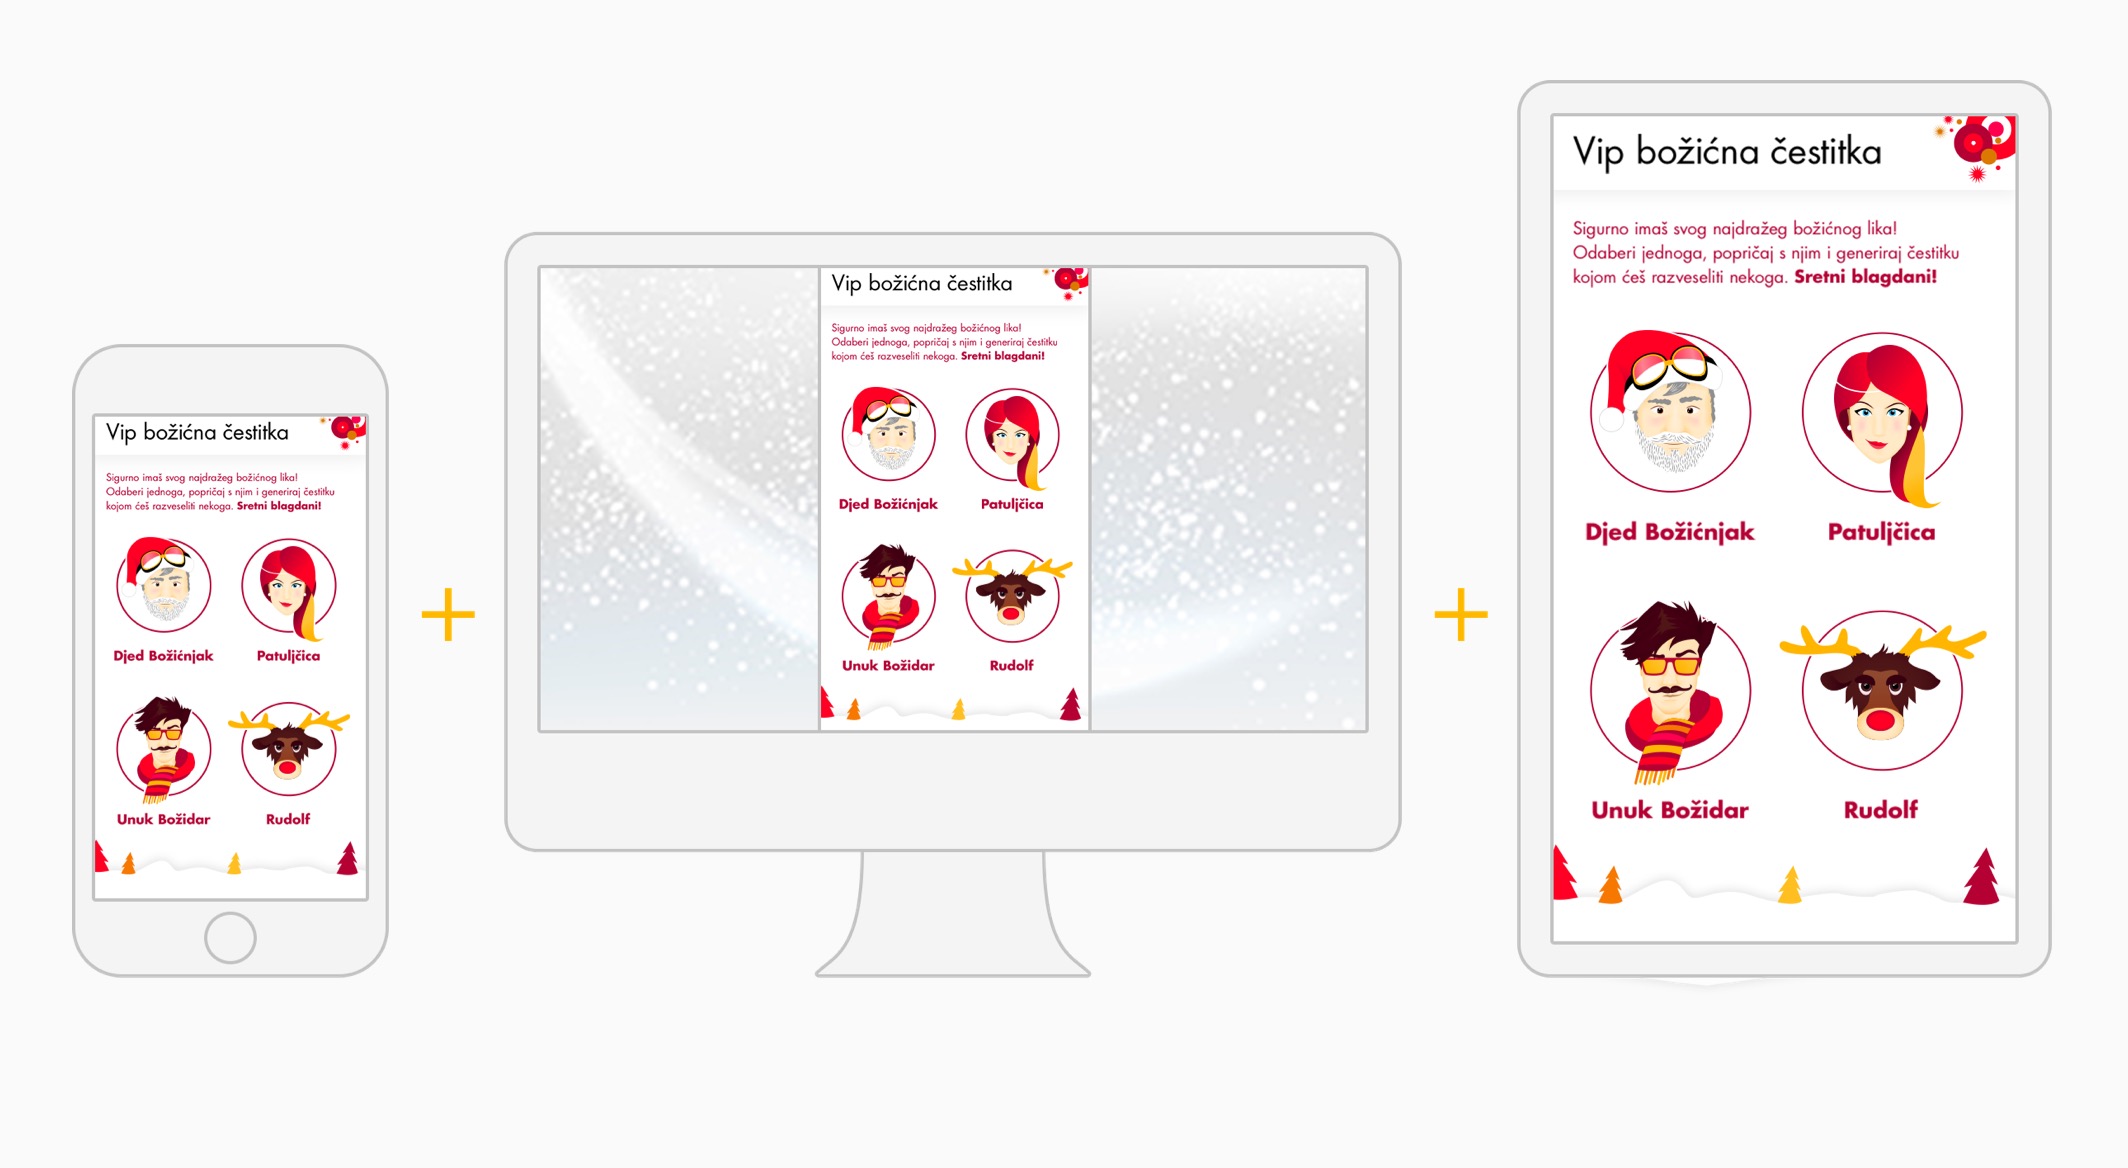 Vip božićna čestitka
Sigurno imaš svog najdražeg božićnog lika!
Odaberi jednoga, popričaj s njim i generiraj čestitku
kojom ćeš razveseliti nekoga. Sretni blagdani!
Djed Božićnjak
Patuljčica
Unuk Božidar
Rudolf
+
Vip božićna čestitka
Sigurno imaš svog najdražeg božićnog lika!
Odaberi jednoga, popričaj s njim i generiraj čestitku
kojom ćeš razveseliti nekoga. Sretni blagdani!
Djed Božićnjak
Patuljčica
Unuk Božidar
Rudolf
+
Vip božićna čestitka
Sigurno imaš svog najdražeg božićnog lika!
Odaberi jednoga, popričaj s njim i generiraj čestitku
kojom ćeš razveseliti nekoga. Sretni blagdani!
Djed Božićnjak
Patuljčica
Unuk Božidar
Rudolf